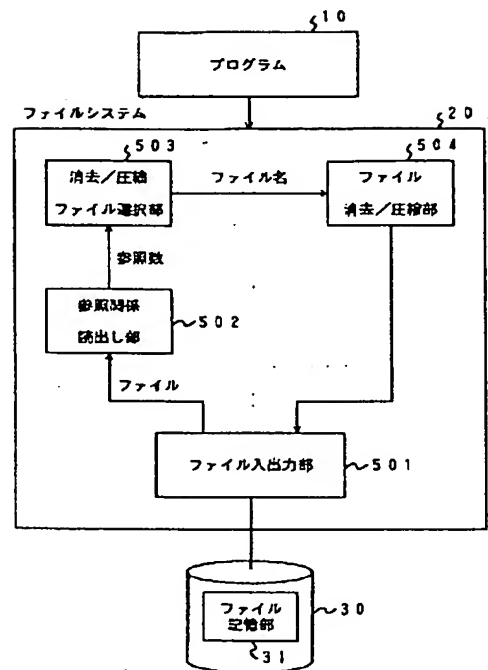 10
プログラム
ファイルシステム
20
503
504
消去/圧縮
ファイル選択部
ファイル名
ファイル
消去/圧縮部
参照数
参照関係
読出し部
502
ファイル
ファイル入出力部
501
ファイル
記憶部
30
31